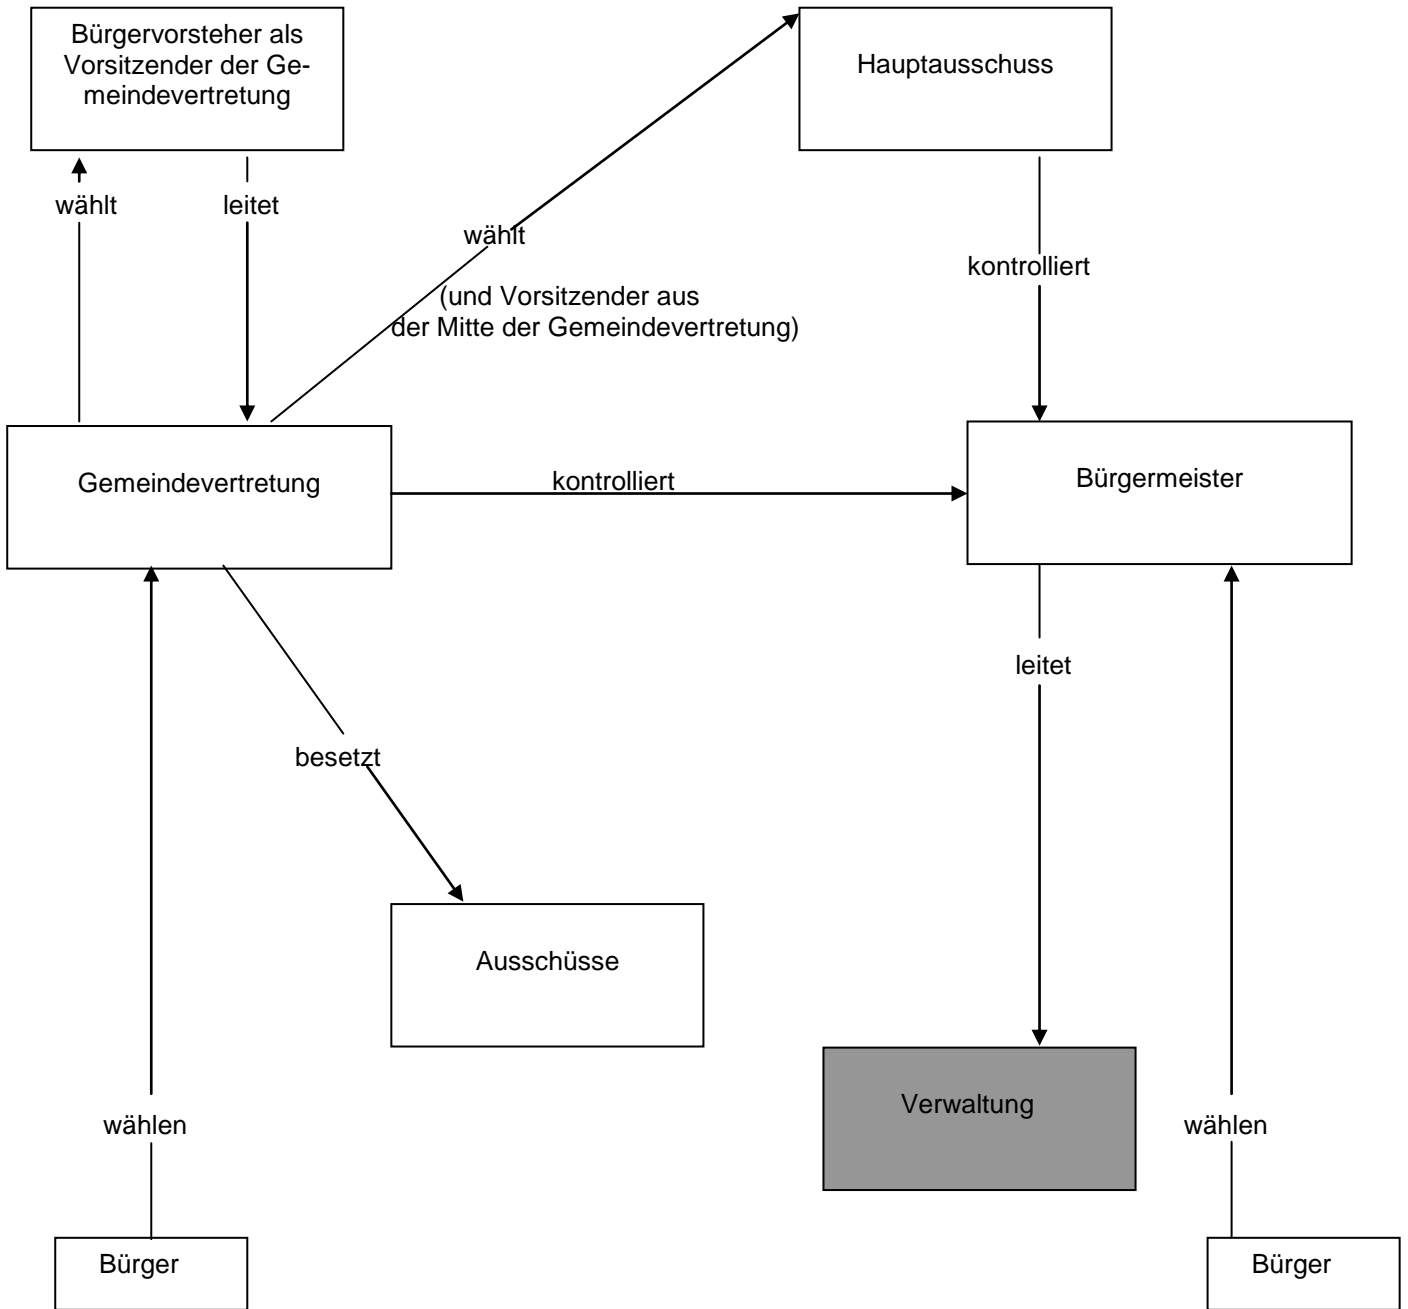 Bürgervorsteher als
Vorsitzender der Ge-
meindevertretung
Hauptausschuss
wählt
leitet
wählt
(und Vorsitzender aus
der Mitte der Gemeindevertretung)
kontrolliert
Gemeindevertretung
kontrolliert
Bürgermeister
leitet
besetzt
Ausschüsse
Verwaltung
wählen
wählen
Bürger
Bürger